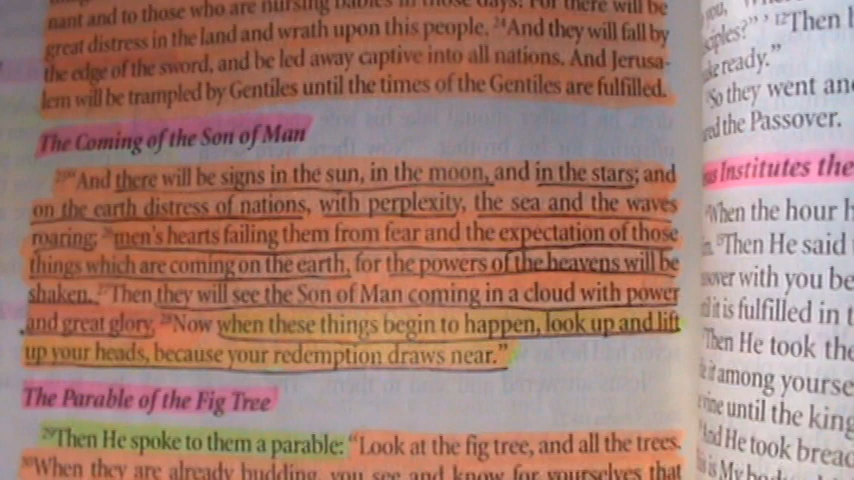 nant and to those who are nursing babies in those days! For there will be
great distress in the land and wrath upon this people. 24And they will fall by
the edge of the sword, and be led away captive into all nations. And Jerusa-
lem will be trampled by Gentiles until the times of the Gentiles are fulfilled.
The Coming of the Son of Man
25“And there will be signs in the sun, in the moon, and in the stars; and
on the earth distress of nations, with perplexity, the sea and the waves
roaring; 26men's hearts failing them from fear and the expectation of those
things which are coming on the earth, for the powers of the heavens will be
shaken. 27Then they will see the Son of Man coming in a cloud with power
and great glory. 28Now when these things begin to happen, look up and lift
up your heads, because your redemption draws near.”
The Parable of the Fig Tree
29Then He spoke to them a parable: “Look at the fig tree, and all the trees.
30When they are already budding, you see and know for yourselves that
you,
ciples?” ’ 12Then
ready.”
So they went and
the Passover.
Institutes the
When the hour
Then He said
with you be
it is fulfilled in
Then He took the
it among yourse
vine until the king
And He took bread
is My